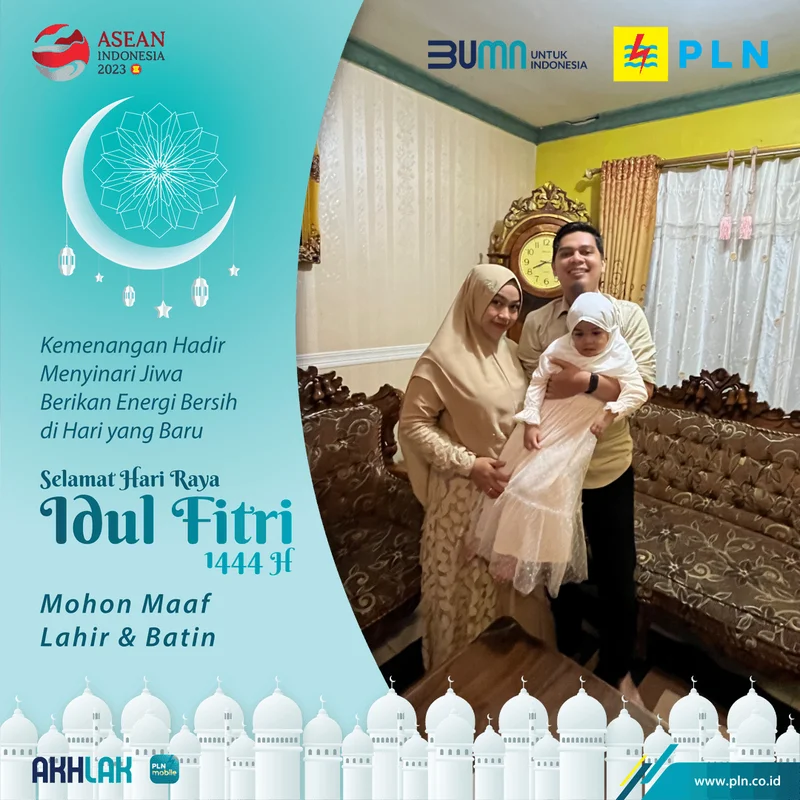 ASEAN
INDONESIA
2023
BUMN UNTUK
INDONESIA
PLN
Kemenangan Hadir
Menyinari Jiwa
Berikan Energi Bersih
di Hari yang Baru
Selamat Hari Raya
Idul Fitri
1444 H
Mohon Maaf
Lahir & Batin
AKHLAK
PLN
mobile
www.pln.co.id